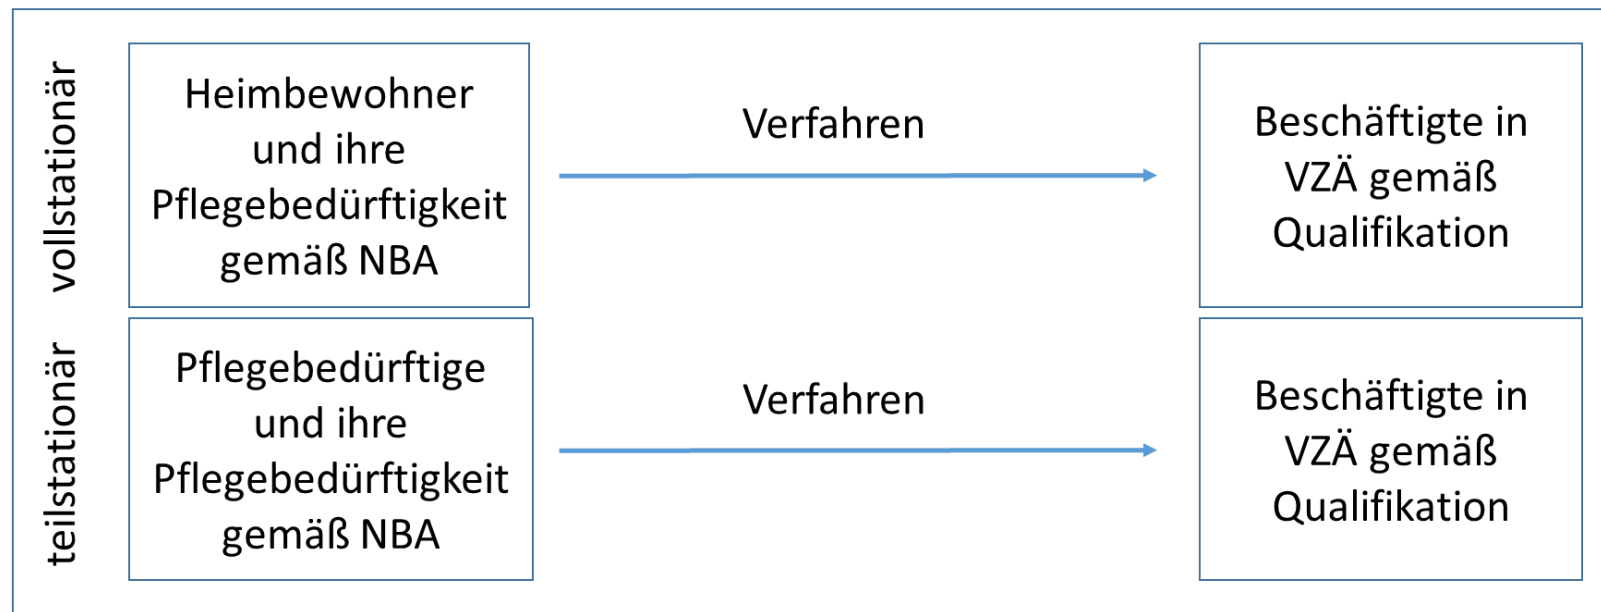 vollstationär
Heimbewohner
und ihre
Pflegebedürftigkeit
gemäß NBA
Verfahren
Beschäftigte in
VZÄ gemäß
Qualifikation
teilstationär
Pflegebedürftige
und ihre
Pflegebedürftigkeit
gemäß NBA
Verfahren
Beschäftigte in
VZÄ gemäß
Qualifikation